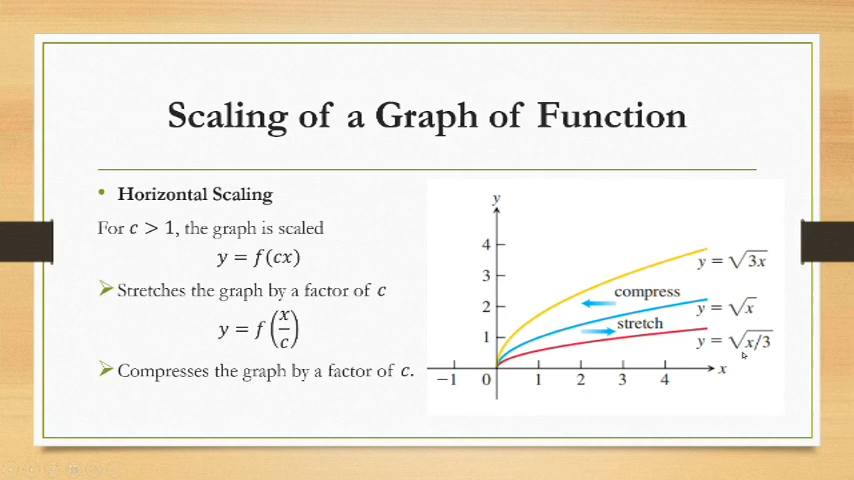 Scaling of a Graph of Function
• Horizontal Scaling
For c > 1, the graph is scaled
y = f(cx)
➢ Stretches the graph by a factor of c
y = f(x/c)
➢ Compresses the graph by a factor of c.
y
4
3
2
1
−1 0 1 2 3 4 x
compress
stretch
y = √3x
y = √x
y = √x/3